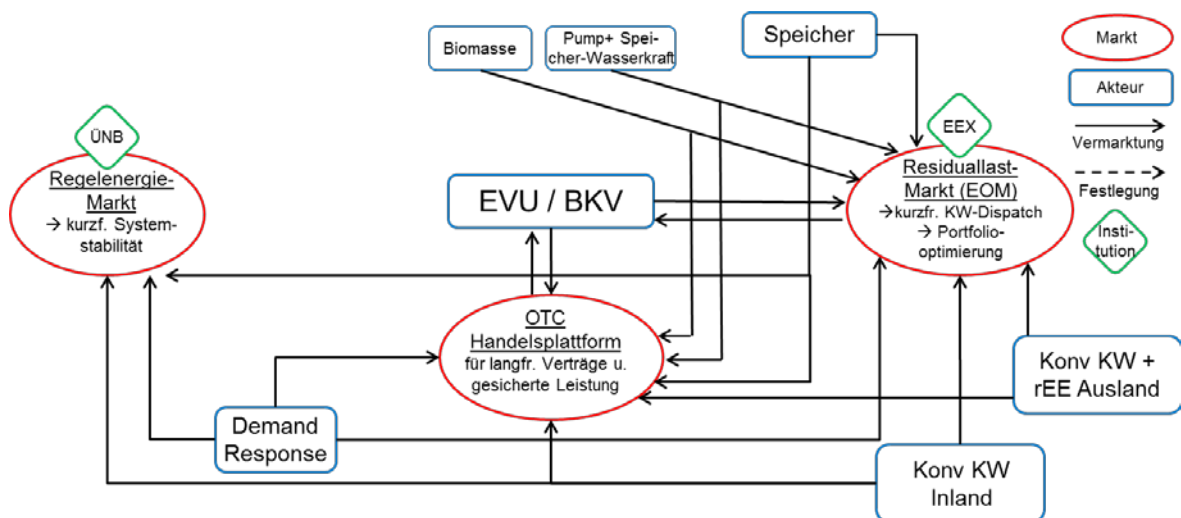 Biomasse
Pump+ Spei-
cher-Wasserkraft
Speicher
Markt
Akteur
Vermarktung
Festlegung
Insti-
tution
ÜNB
Regelenergie-
Markt
→ kurzf. System-
stabilität
EVU / BKV
EEX
Residuallast-
Markt (EOM)
→kurzfr. KW-Dispatch
→ Portfolio-
optimierung
OTC
Handelsplattform
für langfr. Verträge u.
gesicherte Leistung
Demand
Response
Konv KW +
rEE Ausland
Konv KW
Inland